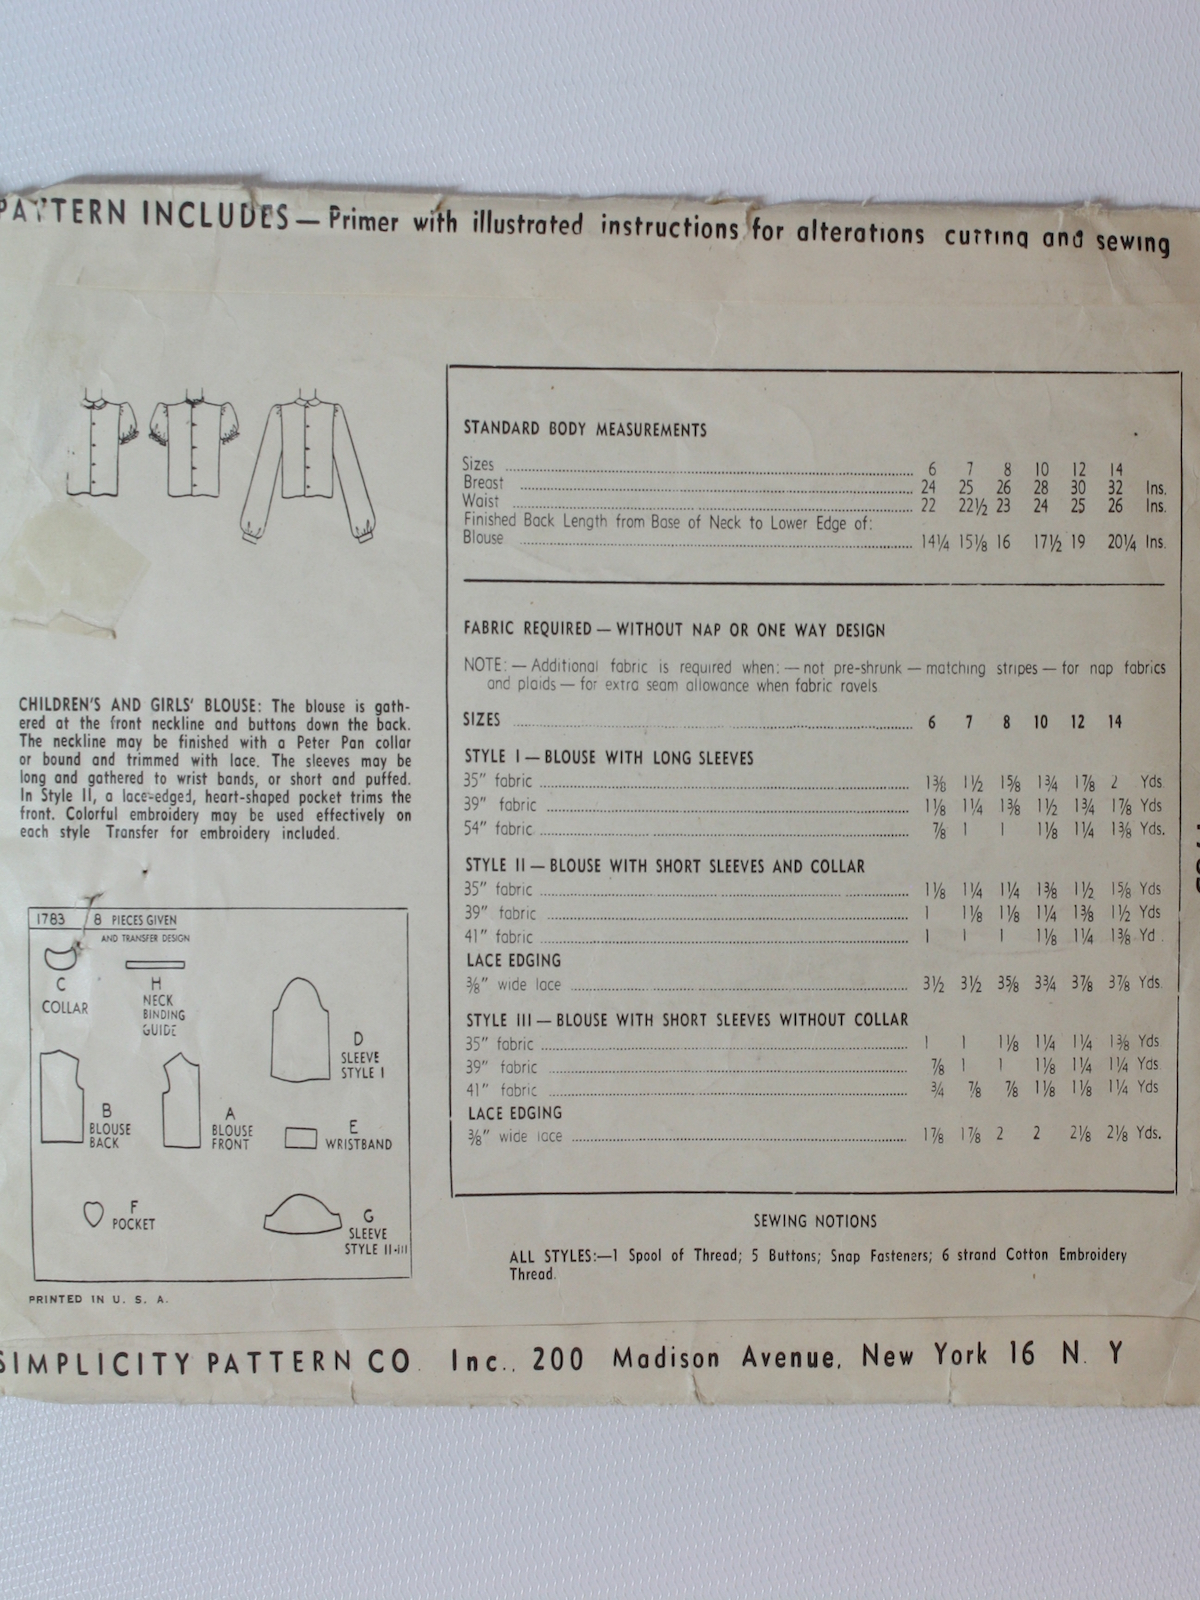 PATTERN INCLUDES — Primer with illustrated instructions for alterations cutting and sewing
STANDARD BODY MEASUREMENTS
Sizes 6 7 8 10 12 14
Breast 24 25 26 28 30 32 Ins.
Waist 22 22½ 23 24 25 26 Ins.
Finished Back Length from Base of Neck to Lower Edge of:
Blouse 14¼ 15⅛ 16 17½ 19 20¼ Ins.
FABRIC REQUIRED — WITHOUT NAP OR ONE WAY DESIGN
NOTE: — Additional fabric is required when: — not pre-shrunk — matching stripes — for nap fabrics
and plaids — for extra seam allowance when fabric ravels
SIZES 6 7 8 10 12 14
STYLE I — BLOUSE WITH LONG SLEEVES
35" fabric 1⅜ 1½ 1⅝ 1¾ 1⅞ 2 Yds
39" fabric 1⅛ 1¼ 1⅜ 1½ 1¾ 1⅞ Yds
54" fabric ⅞ 1 1 1⅛ 1¼ 1⅜ Yds.
STYLE II — BLOUSE WITH SHORT SLEEVES AND COLLAR
35" fabric 1⅛ 1¼ 1¼ 1⅜ 1½ 1⅝ Yds
39" fabric 1 1⅛ 1⅛ 1¼ 1⅜ 1½ Yds
41" fabric 1 1 1 1⅛ 1¼ 1⅜ Yd.
LACE EDGING
⅜" wide lace 3½ 3½ 3⅝ 3¾ 3⅞ 3⅞ Yds.
STYLE III — BLOUSE WITH SHORT SLEEVES WITHOUT COLLAR
35" fabric 1 1 1⅛ 1¼ 1¼ 1⅜ Yds.
39" fabric ⅞ 1 1 1⅛ 1¼ 1¼ Yds
41" fabric ¾ ⅞ ⅞ 1⅛ 1⅛ 1¼ Yds
LACE EDGING
⅜" wide lace 1⅞ 1⅞ 2 2 2⅛ 2⅛ Yds.
SEWING NOTIONS
ALL STYLES:—1 Spool of Thread; 5 Buttons; Snap Fasteners; 6 strand Cotton Embroidery
Thread.
CHILDREN'S AND GIRLS' BLOUSE: The blouse is gath-
ered at the front neckline and buttons down the back.
The neckline may be finished with a Peter Pan collar
or bound and trimmed with lace. The sleeves may be
long and gathered to wrist bands, or short and puffed.
In Style II, a lace-edged, heart-shaped pocket trims the
front. Colorful embroidery may be used effectively on
each style Transfer for embroidery included.
1783 8 PIECES GIVEN
AND TRANSFER DESIGN
C
COLLAR
H
NECK
BINDING
GUIDE
D
SLEEVE
STYLE I
B
BLOUSE
BACK
A
BLOUSE
FRONT
E
WRISTBAND
F
POCKET
G
SLEEVE
STYLE II-III
PRINTED IN U. S. A.
SIMPLICITY PATTERN CO. Inc., 200 Madison Avenue, New York 16 N. Y